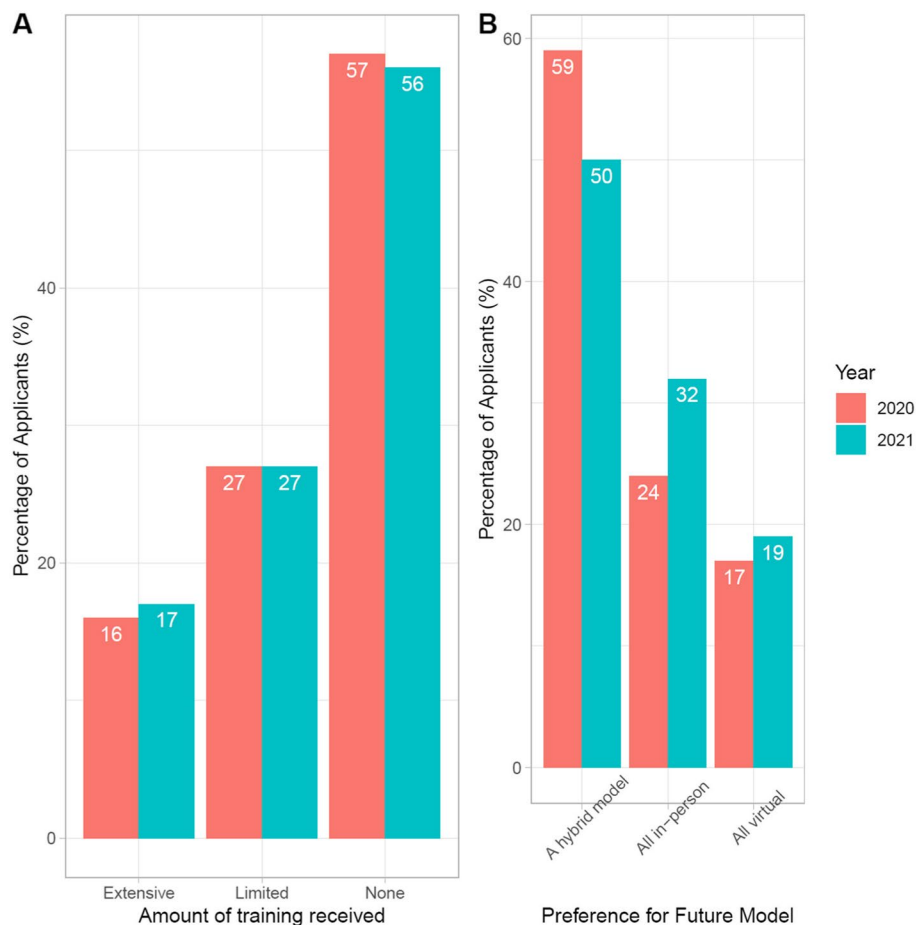 A
Percentage of Applicants (%)
40
20
0
57
56
27
27
16
17
Extensive
Limited
None
Amount of training received
B
Percentage of Applicants (%)
60
40
20
0
59
50
24
32
17
19
A hybrid model
All in−person
All virtual
Preference for Future Model
Year
2020
2021